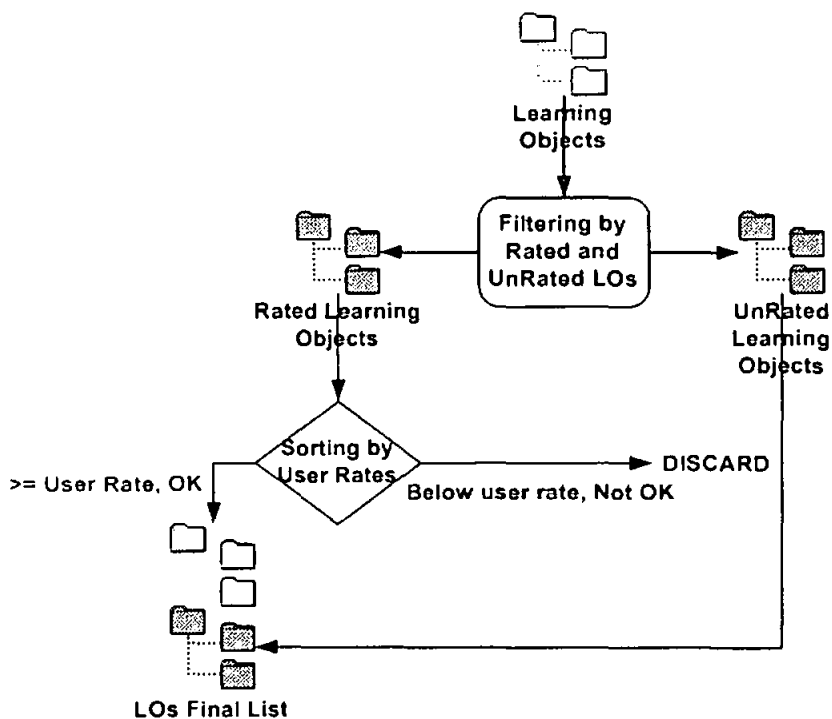 Learning
Objects
Filtering by
Rated and
UnRated LOs
Rated Learning
Objects
UnRated
Learning
Objects
Sorting by
User Rates
>= User Rate, OK
DISCARD
Below user rate, Not OK
LOs Final List